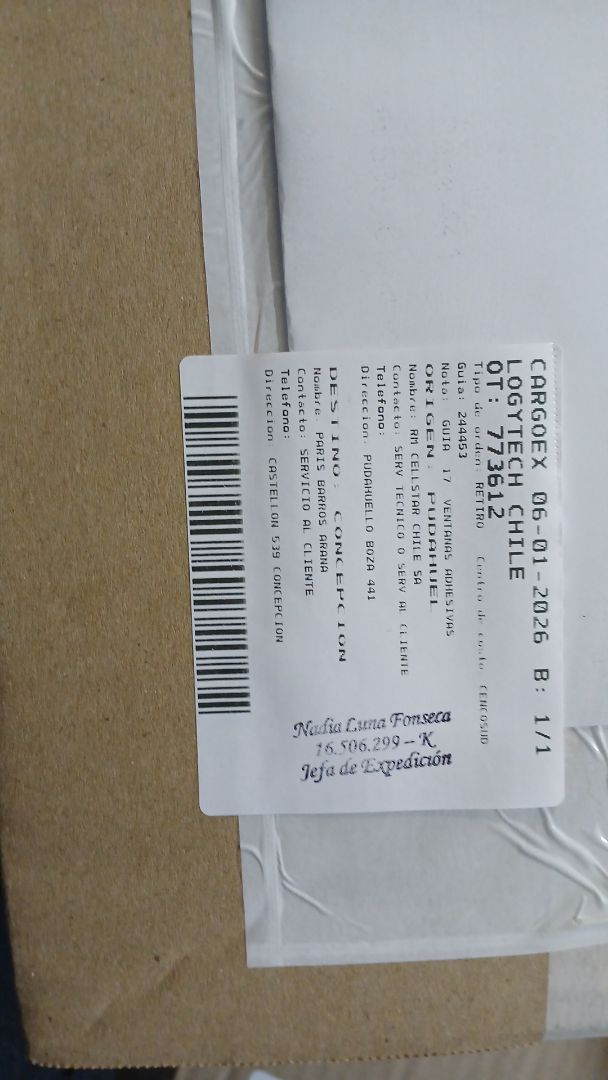 CARGOEX 06-01-2026 B: 1/1
LOGYTECH CHILE
OT: 773612
Tipo de orden: RETIRO Centro de costo CENCOSUD
Guia: 244453
Nota: GUIA 17 VENTANAS ADHESIVAS
ORIGEN: PUDAHUEL
Nombre: RM CELLSTAR CHILE SA
Contacto: SERV TECNICO O SERV AL CLIENTE
Telefono:
Direccion: PUDAHUELLO BOZA 441
DESTINO: CONCEPCION
Nombre: PARIS BARROS ARANA
Contacto: SERVICIO AL CLIENTE
Telefono:
Direccion: CASTELLON 539 CONCEPCION
Nadia Luna Fonseca
16.506.299-K
Jefa de Expedición